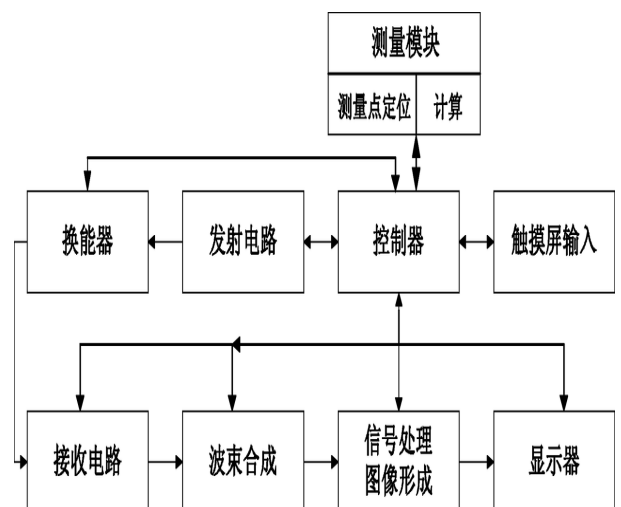 测量模块
测量点定位 计算
换能器 发射电路 控制器 触摸屏输入
接收电路 波束合成 信号处理 显示器
图像形成